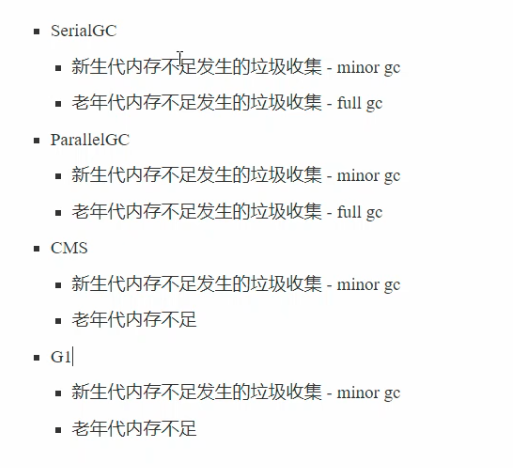 SerialGC
新生代内存不足发生的垃圾收集 - minor gc
老年代内存不足发生的垃圾收集 - full gc
ParallelGC
新生代内存不足发生的垃圾收集 - minor gc
老年代内存不足发生的垃圾收集 - full gc
CMS
新生代内存不足发生的垃圾收集 - minor gc
老年代内存不足
G1
新生代内存不足发生的垃圾收集 - minor gc
老年代内存不足